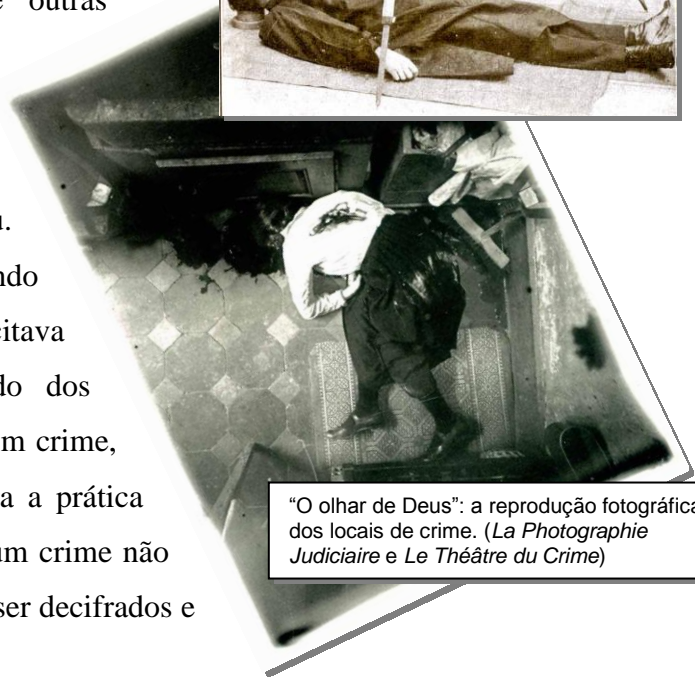 outras
ndo
citava
do dos
m crime,
a a prática
um crime não
ser decifrados e
“O olhar de Deus”: a reprodução fotográfica
dos locais de crime. (La Photographie
Judiciaire e Le Théâtre du Crime)